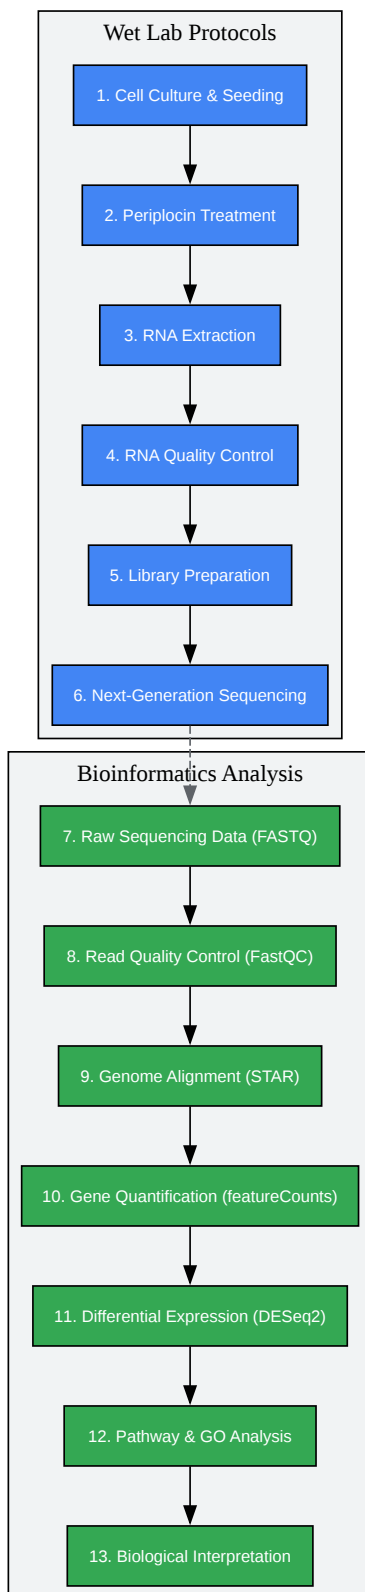 Wet Lab Protocols
1. Cell Culture & Seeding
2. Periplocin Treatment
3. RNA Extraction
4. RNA Quality Control
5. Library Preparation
6. Next-Generation Sequencing
Bioinformatics Analysis
7. Raw Sequencing Data (FASTQ)
8. Read Quality Control (FastQC)
9. Genome Alignment (STAR)
10. Gene Quantification (featureCounts)
11. Differential Expression (DESeq2)
12. Pathway & GO Analysis
13. Biological Interpretation